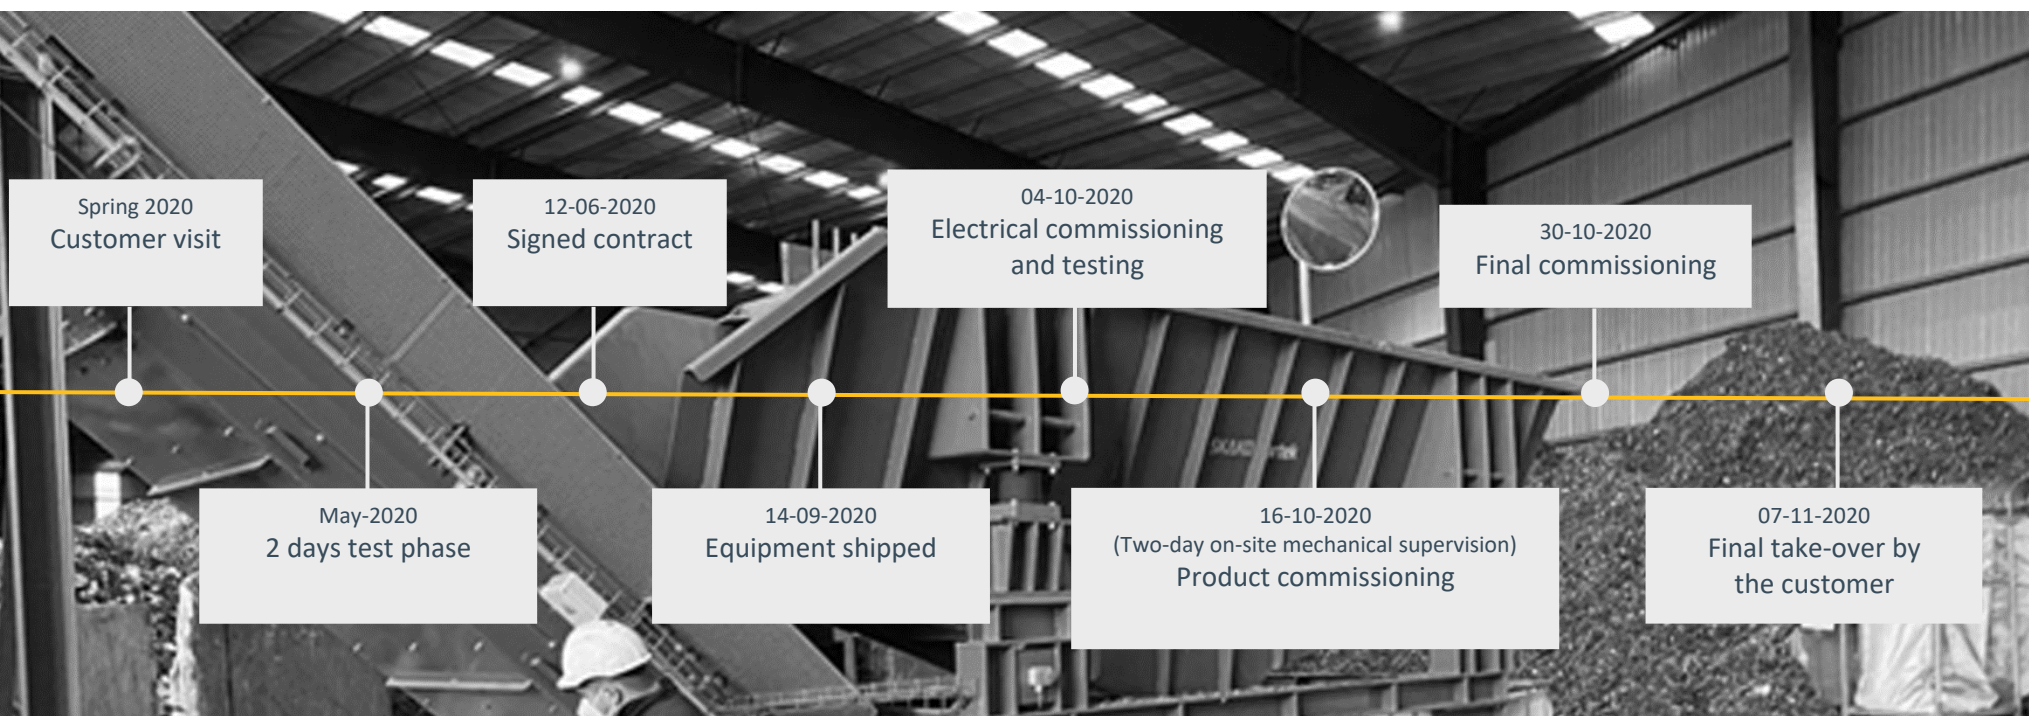 Spring 2020
Customer visit
May-2020
2 days test phase
12-06-2020
Signed contract
14-09-2020
Equipment shipped
04-10-2020
Electrical commissioning
and testing
16-10-2020
(Two-day on-site mechanical supervision)
Product commissioning
30-10-2020
Final commissioning
07-11-2020
Final take-over by
the customer